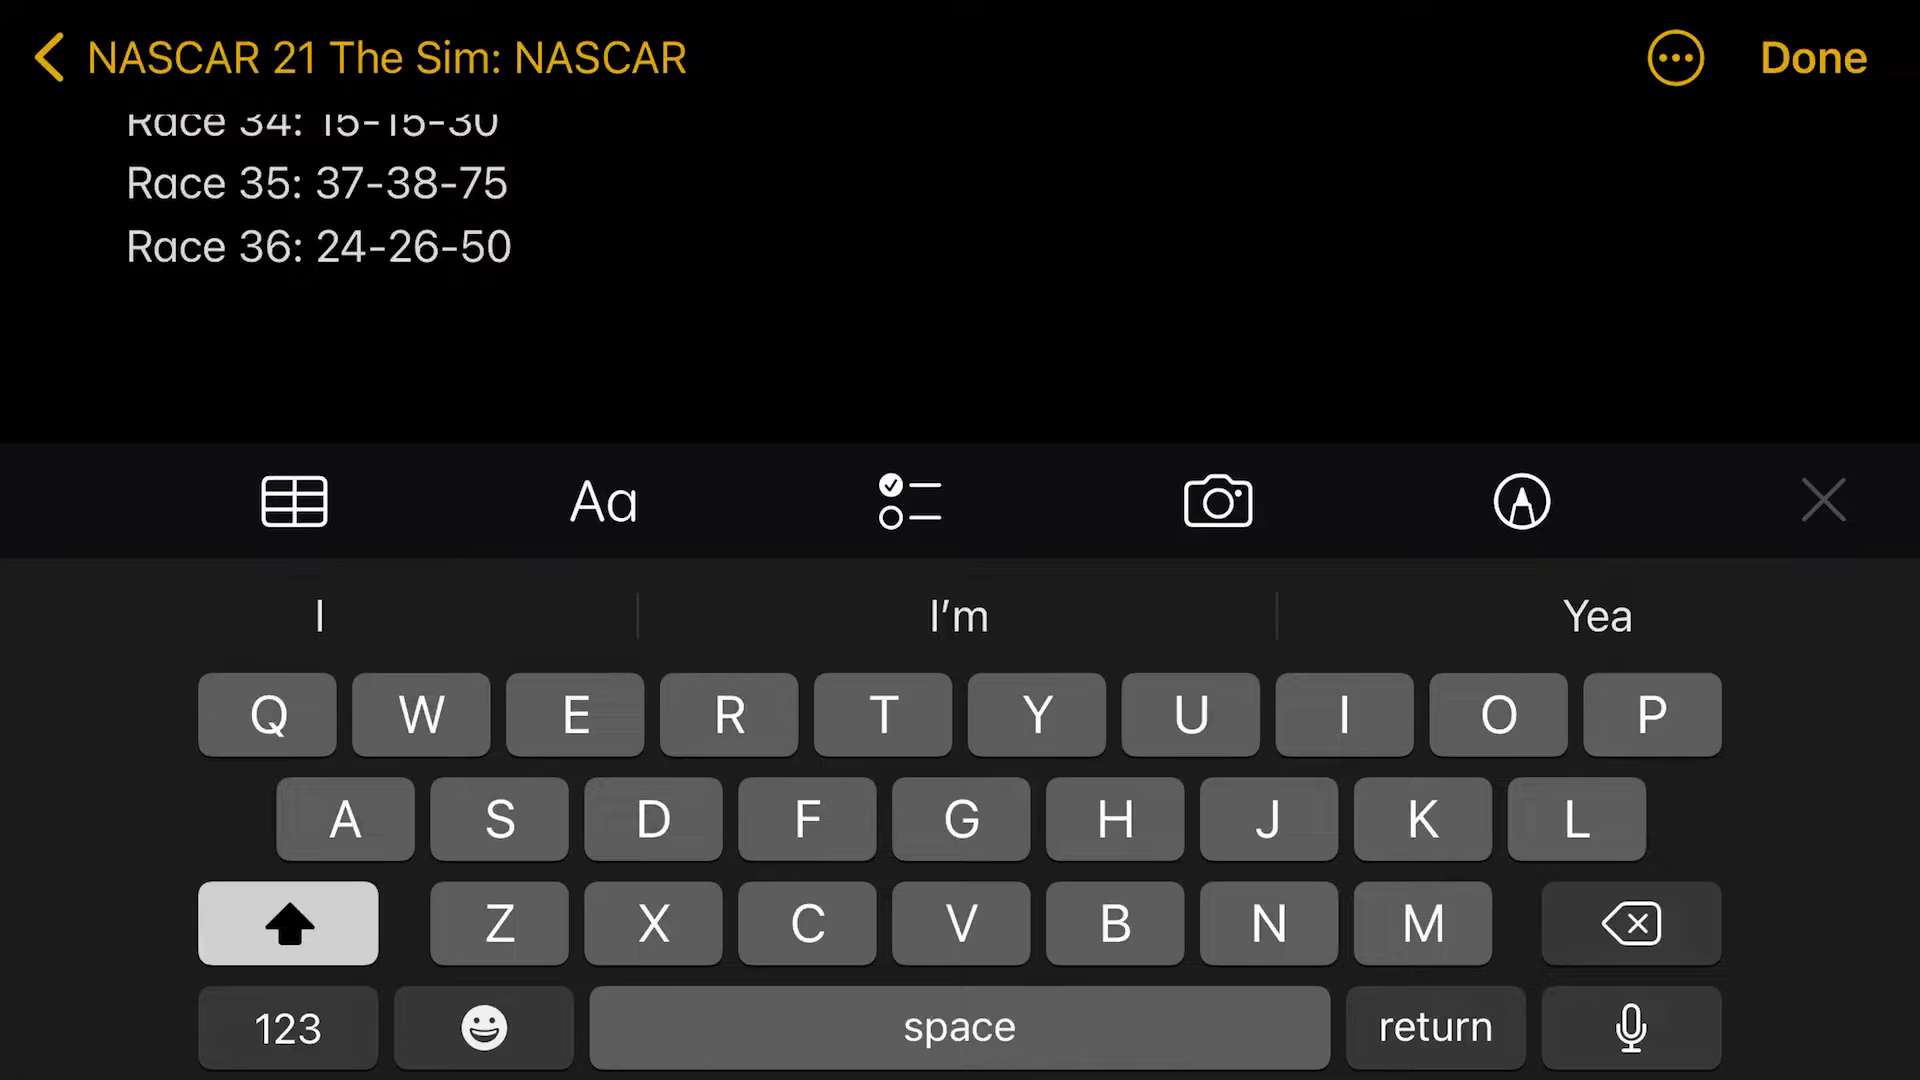 NASCAR 21 The Sim: NASCAR
Done
Race 34: 15-15-30
Race 35: 37-38-75
Race 36: 24-26-50
Aa
I
I'm
Yea
Q W E R T Y U I O P
A S D F G H J K L
Z X C V B N M
123
space
return